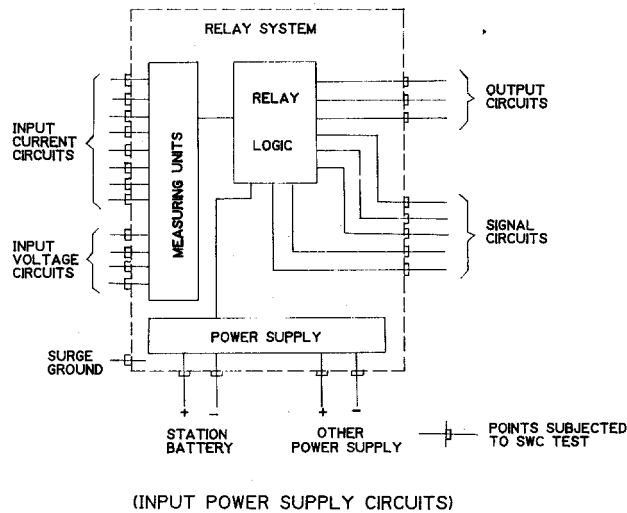 RELAY SYSTEM
INPUT
CURRENT
CIRCUITS
MEASURING UNITS
RELAY
LOGIC
OUTPUT
CIRCUITS
INPUT
VOLTAGE
CIRCUITS
SIGNAL
CIRCUITS
POWER SUPPLY
SURGE
GROUND
+ − + −
STATION
BATTERY
OTHER
POWER SUPPLY
POINTS SUBJECTED
TO SWC TEST
(INPUT POWER SUPPLY CIRCUITS)